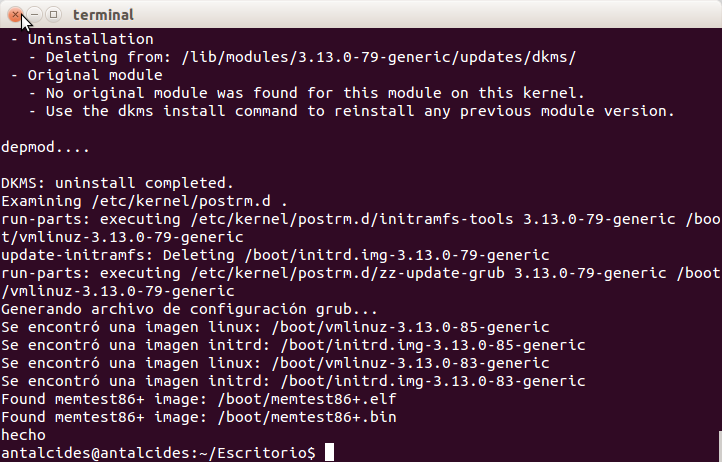 terminal
- Uninstallation
- Deleting from: /lib/modules/3.13.0-79-generic/updates/dkms/
- Original module
- No original module was found for this module on this kernel.
- Use the dkms install command to reinstall any previous module version.
depmod....
DKMS: uninstall completed.
Examining /etc/kernel/postrm.d .
run-parts: executing /etc/kernel/postrm.d/initramfs-tools 3.13.0-79-generic /boo
t/vmlinuz-3.13.0-79-generic
update-initramfs: Deleting /boot/initrd.img-3.13.0-79-generic
run-parts: executing /etc/kernel/postrm.d/zz-update-grub 3.13.0-79-generic /boot
/vmlinuz-3.13.0-79-generic
Generando archivo de configuración grub...
Se encontró una imagen linux: /boot/vmlinuz-3.13.0-85-generic
Se encontró una imagen initrd: /boot/initrd.img-3.13.0-85-generic
Se encontró una imagen linux: /boot/vmlinuz-3.13.0-83-generic
Se encontró una imagen initrd: /boot/initrd.img-3.13.0-83-generic
Found memtest86+ image: /boot/memtest86+.elf
Found memtest86+ image: /boot/memtest86+.bin
hecho
antalcides@antalcides:~/Escritorio$